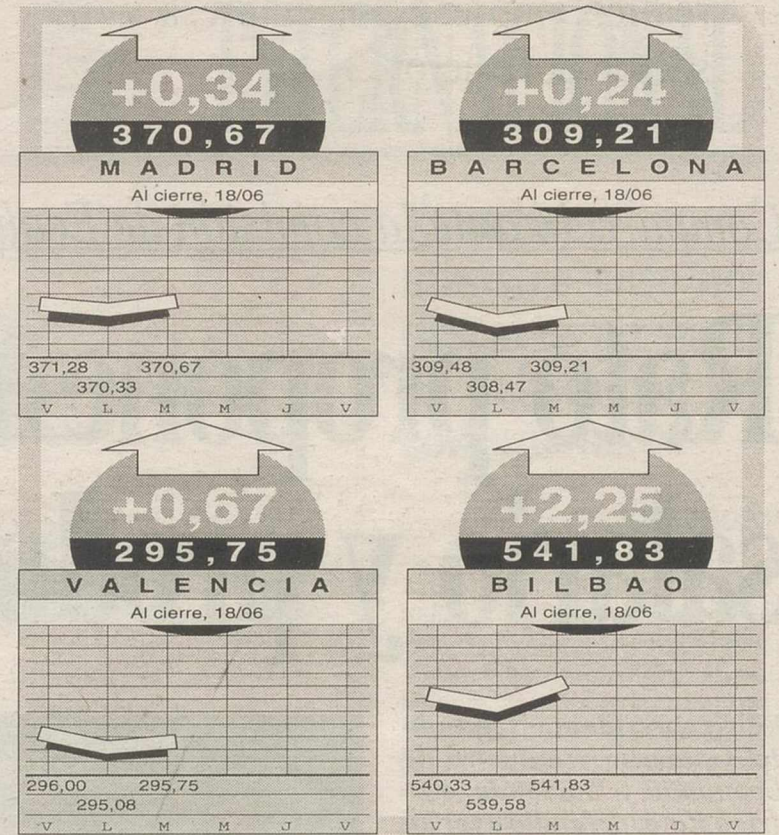 +0,34
370,67
MADRID
Al cierre, 18/06
371,28 370,67
370,33
V L M M J V
+0,24
309,21
BARCELONA
Al cierre, 18/06
309,48 309,21
308,47
V L M M J V
+0,67
295,75
VALENCIA
Al cierre, 18/06
296,00 295,75
295,08
V L M M J V
+2,25
541,83
BILBAO
Al cierre, 18/06
540,33 541,83
539,58
V L M M J V